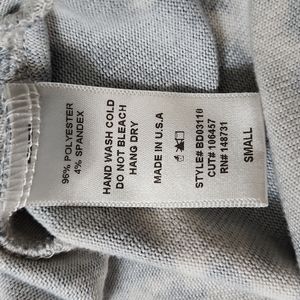 96% POLYESTER
4% SPANDEX
HAND WASH COLD
DO NOT BLEACH
HANG DRY
MADE IN U.S.A
STYLE# BD03110
CUT# 106457
RN# 148731
SMALL